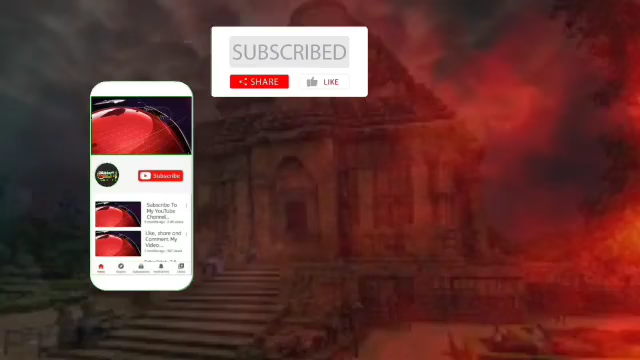 SUBSCRIBED
SHARE
LIKE
Subscribe
Subscribe To
My YouTube
Channel...
Like, share and
Comment My
Video....